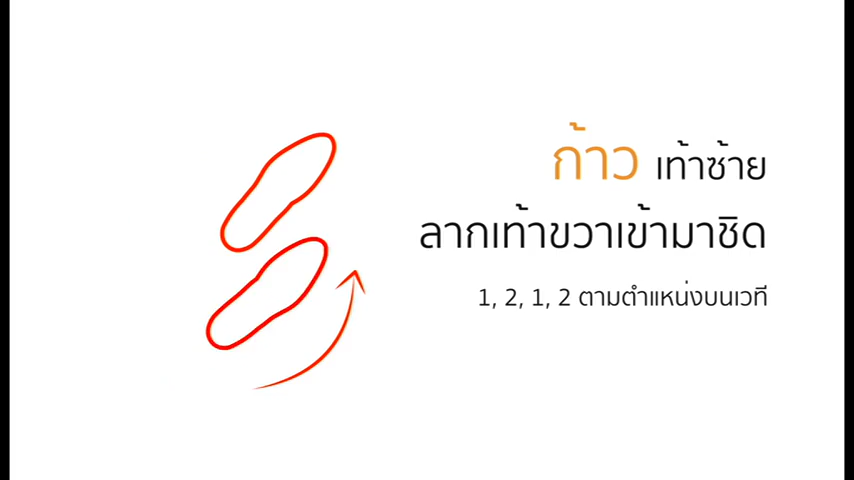 ก้าว เท้าซ้าย
ลากเท้าขวาเข้ามาชิด
1, 2, 1, 2 ตามตำแหน่งบนเวที